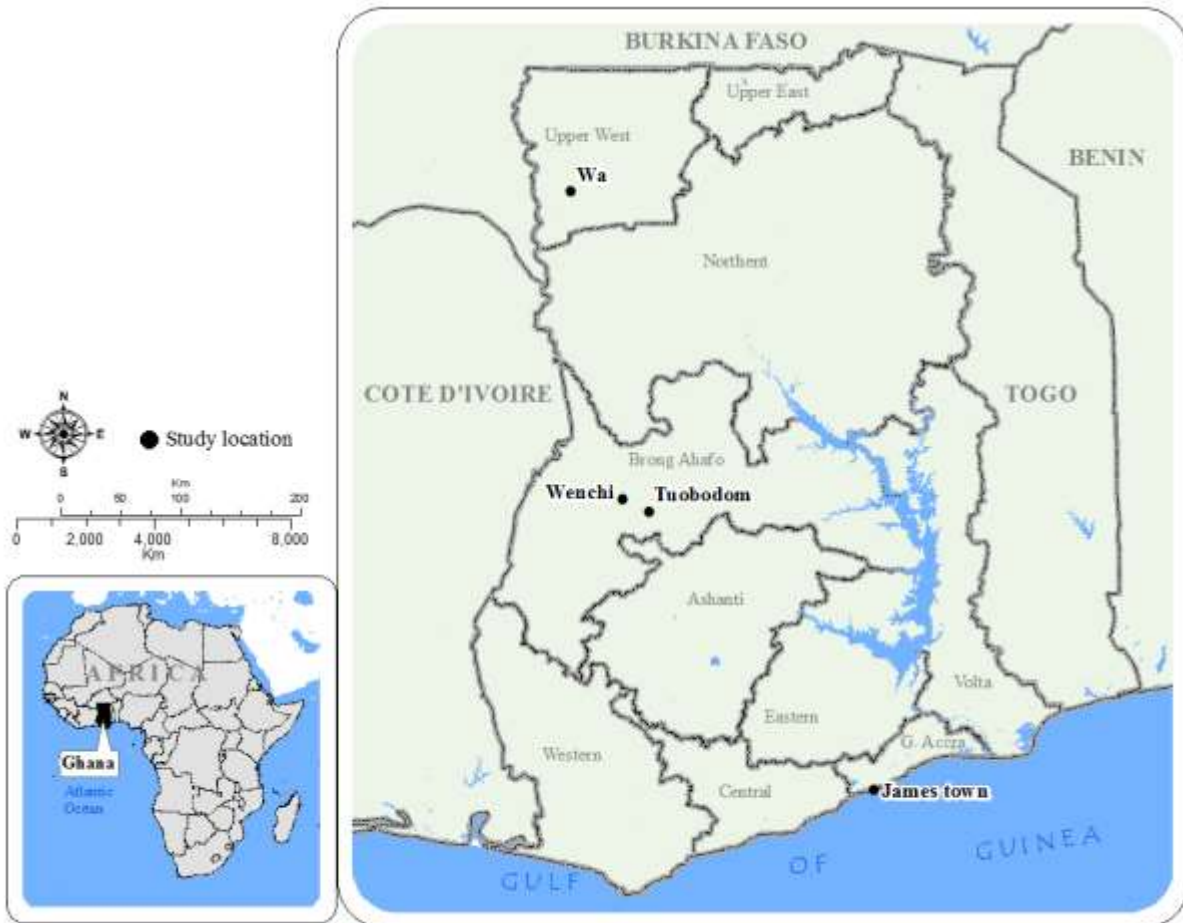 BURKINA FASO
Upper East
Upper West
BENIN
Wa
Northent
COTE D'IVOIRE
TOGO
N
W E
S
Study location
Brong Ahafo
Wenchi
Tuobodom
Km
0 50 100 200
0 2,000 4,000 8,000
Km
Ashanti
AFRICA
Volta
Eastern
G. Accra
Western
Ghana
Central
James town
Atlantic
Ocean
GULF OF GUINEA